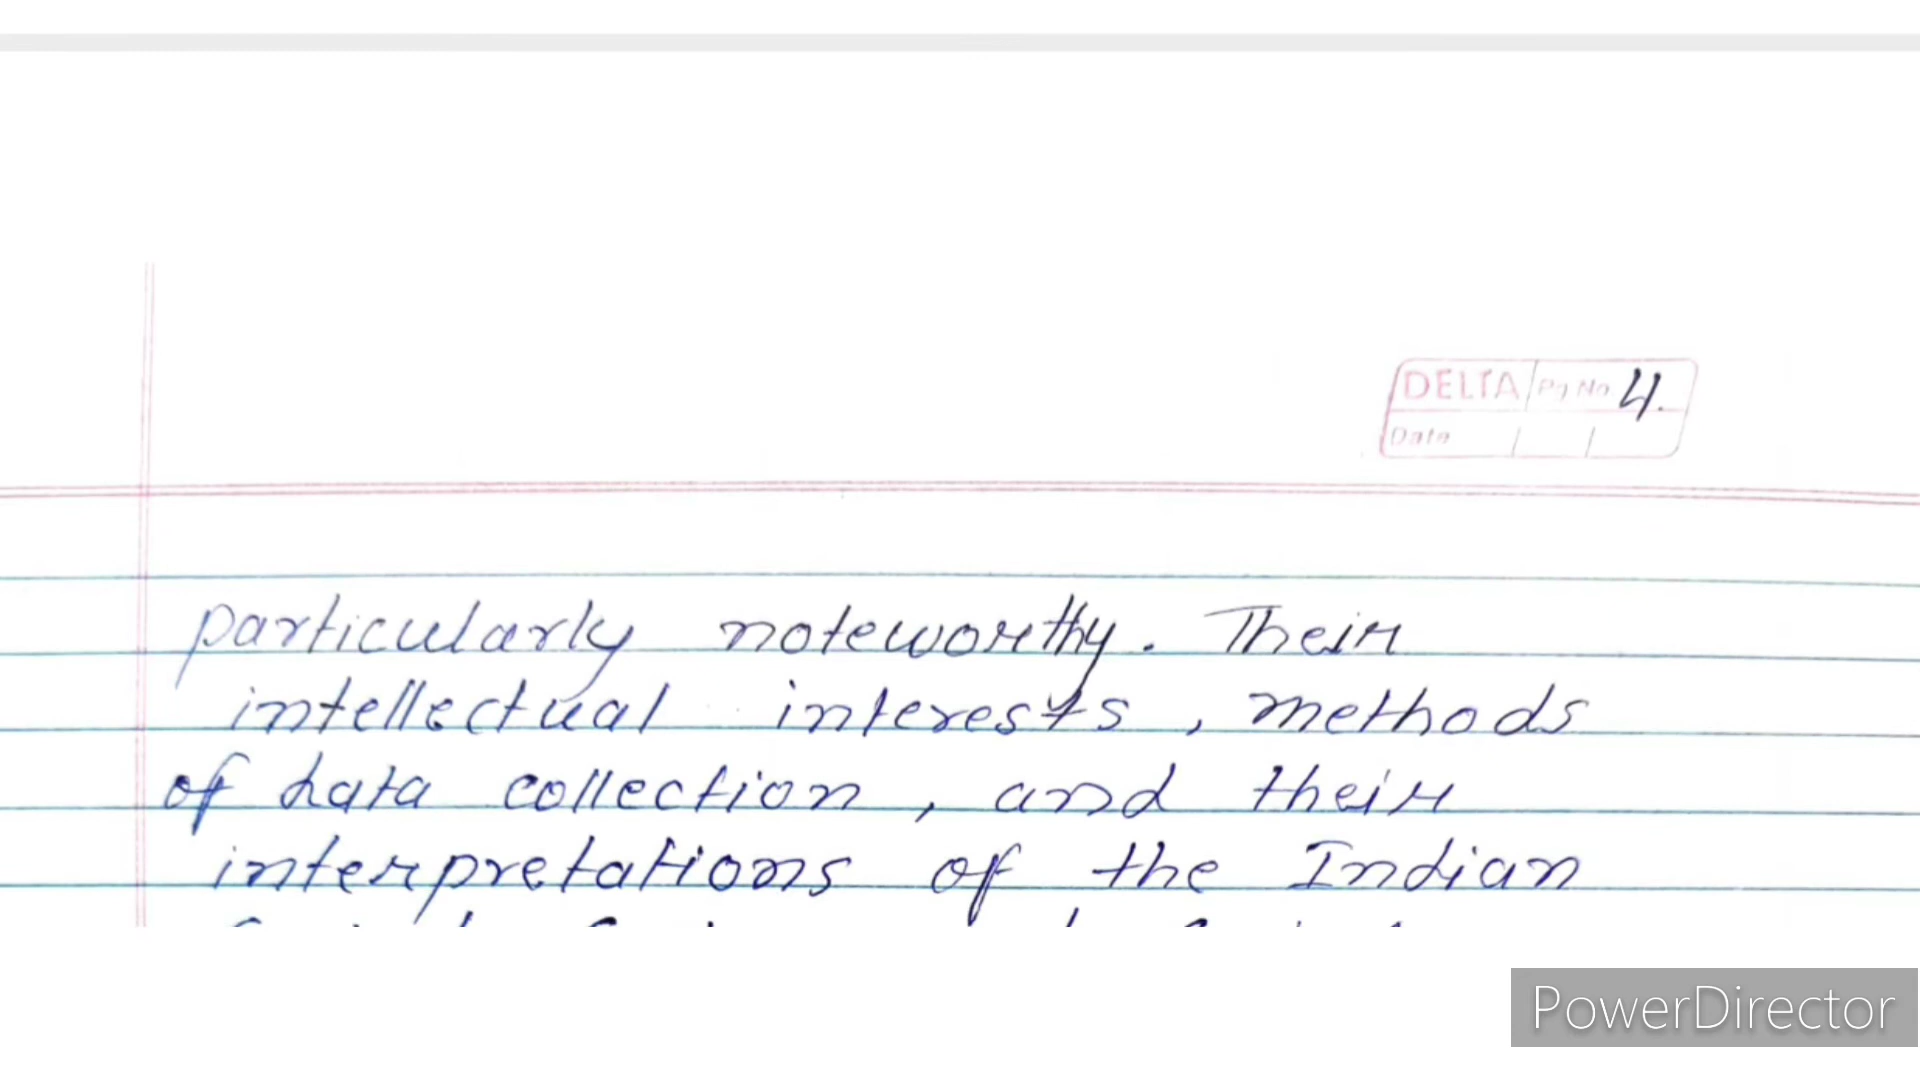 DELTA Pg No 4.
Date
particularly noteworthy. Their
intellectual interests, methods
of data collection, and their
interpretations of the Indian
PowerDirector